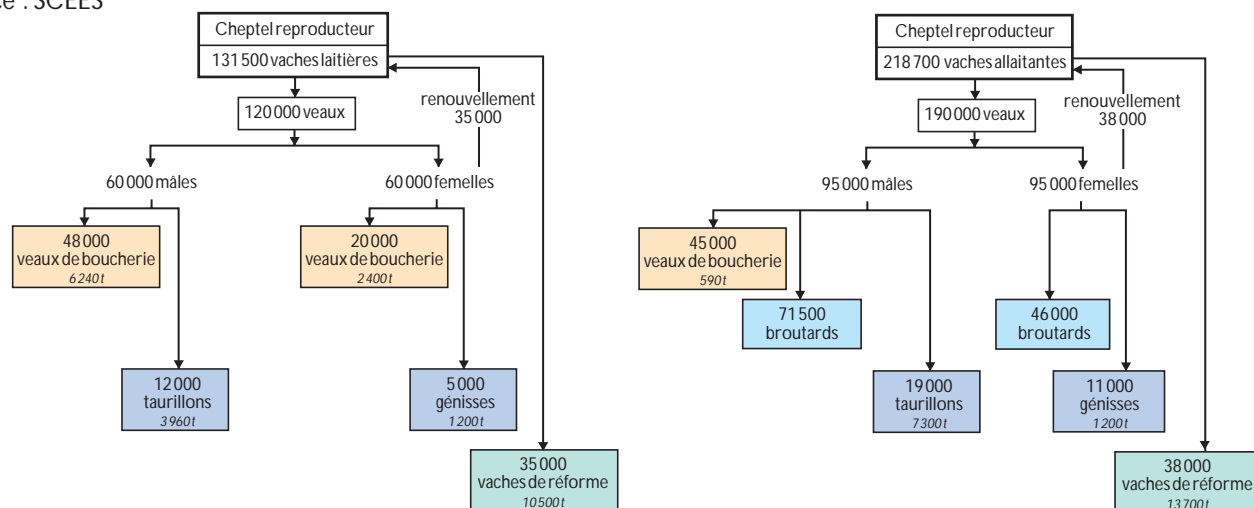 : SCEES
Cheptel reproducteur
131 500 vaches laitières
120 000 veaux
renouvellement
35 000
60 000 mâles
60 000 femelles
48 000
veaux de boucherie
6 240 t
20 000
veaux de boucherie
2 400 t
12 000
taurillons
3 960 t
5 000
génisses
1 200 t
35 000
vaches de réforme
10 500 t
Cheptel reproducteur
218 700 vaches allaitantes
190 000 veaux
renouvellement
38 000
95 000 mâles
95 000 femelles
45 000
veaux de boucherie
590 t
71 500
broutards
46 000
broutards
19 000
taurillons
7 300 t
11 000
génisses
1 200 t
38 000
vaches de réforme
13 700 t